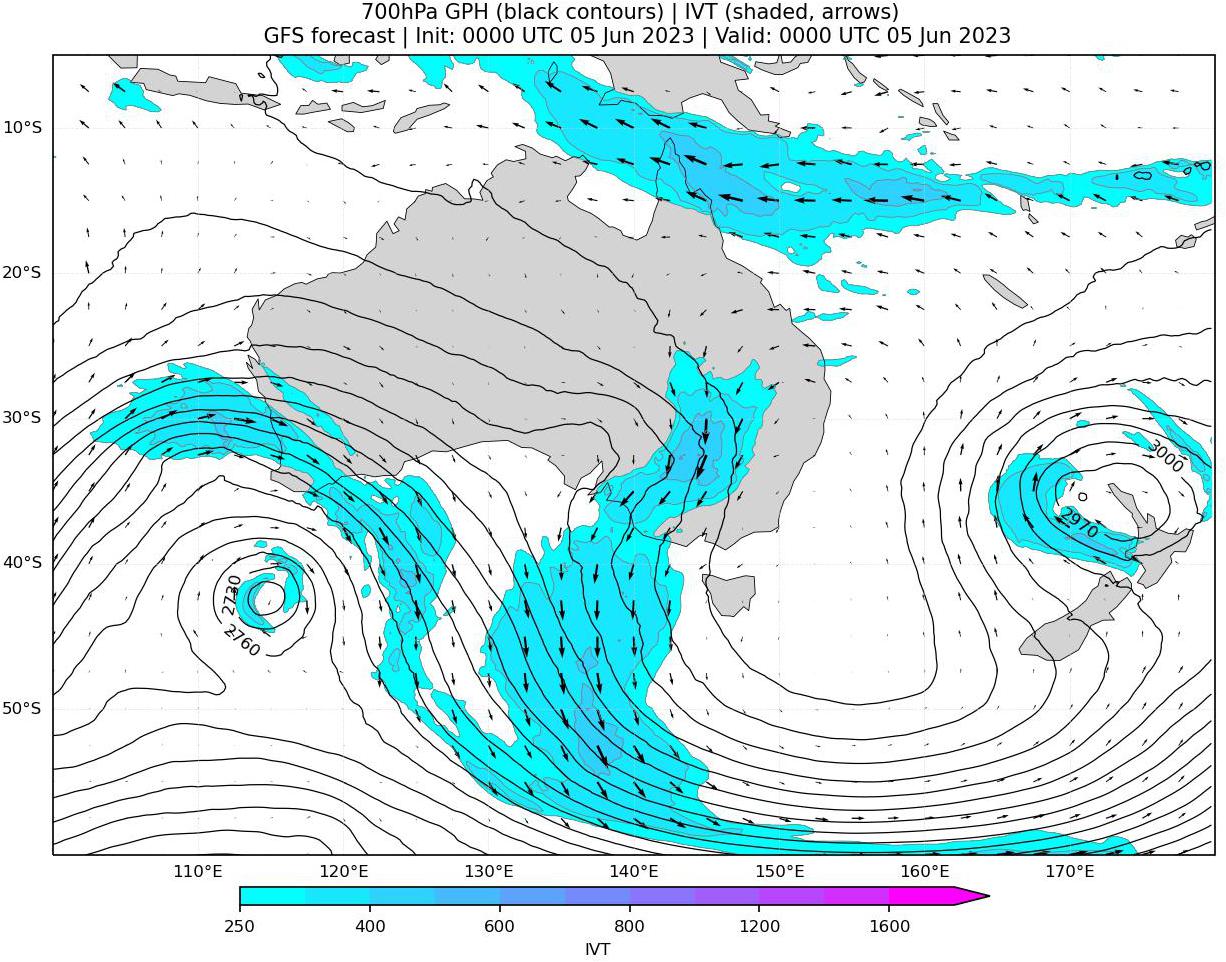 700hPa GPH (black contours) | IVT (shaded, arrows)
GFS forecast | Init: 0000 UTC 05 Jun 2023 | Valid: 0000 UTC 05 Jun 2023
10°S
20°S
30°S
3000
2970
40°S
2730
2760
50°S
110°E 120°E 130°E 140°E 150°E 160°E 170°E
250 400 600 800 1200 1600
IVT